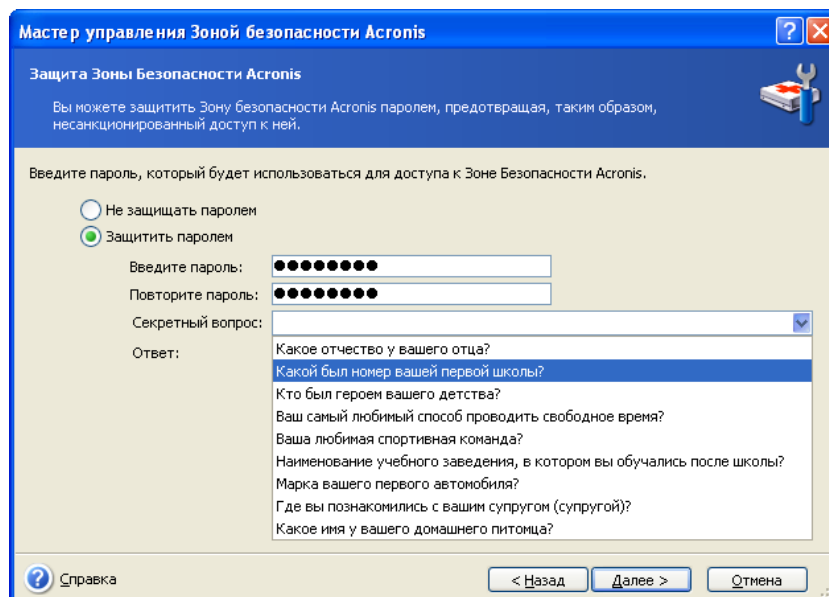 Мастер управления Зоной безопасности Acronis
Защита Зоны Безопасности Acronis
Вы можете защитить Зону безопасности Acronis паролем, предотвращая, таким образом,
несанкционированный доступ к ней.
Введите пароль, который будет использоваться для доступа к Зоне Безопасности Acronis.
Не защищать паролем
Защитить паролем
Введите пароль: ●●●●●●●●
Повторите пароль: ●●●●●●●●
Секретный вопрос:
Ответ:
Какое отчество у вашего отца?
Какой был номер вашей первой школы?
Кто был героем вашего детства?
Ваш самый любимый способ проводить свободное время?
Ваша любимая спортивная команда?
Наименование учебного заведения, в котором вы обучались после школы?
Марка вашего первого автомобиля?
Где вы познакомились с вашим супругом (супругой)?
Какое имя у вашего домашнего питомца?
Справка
< Назад
Далее >
Отмена